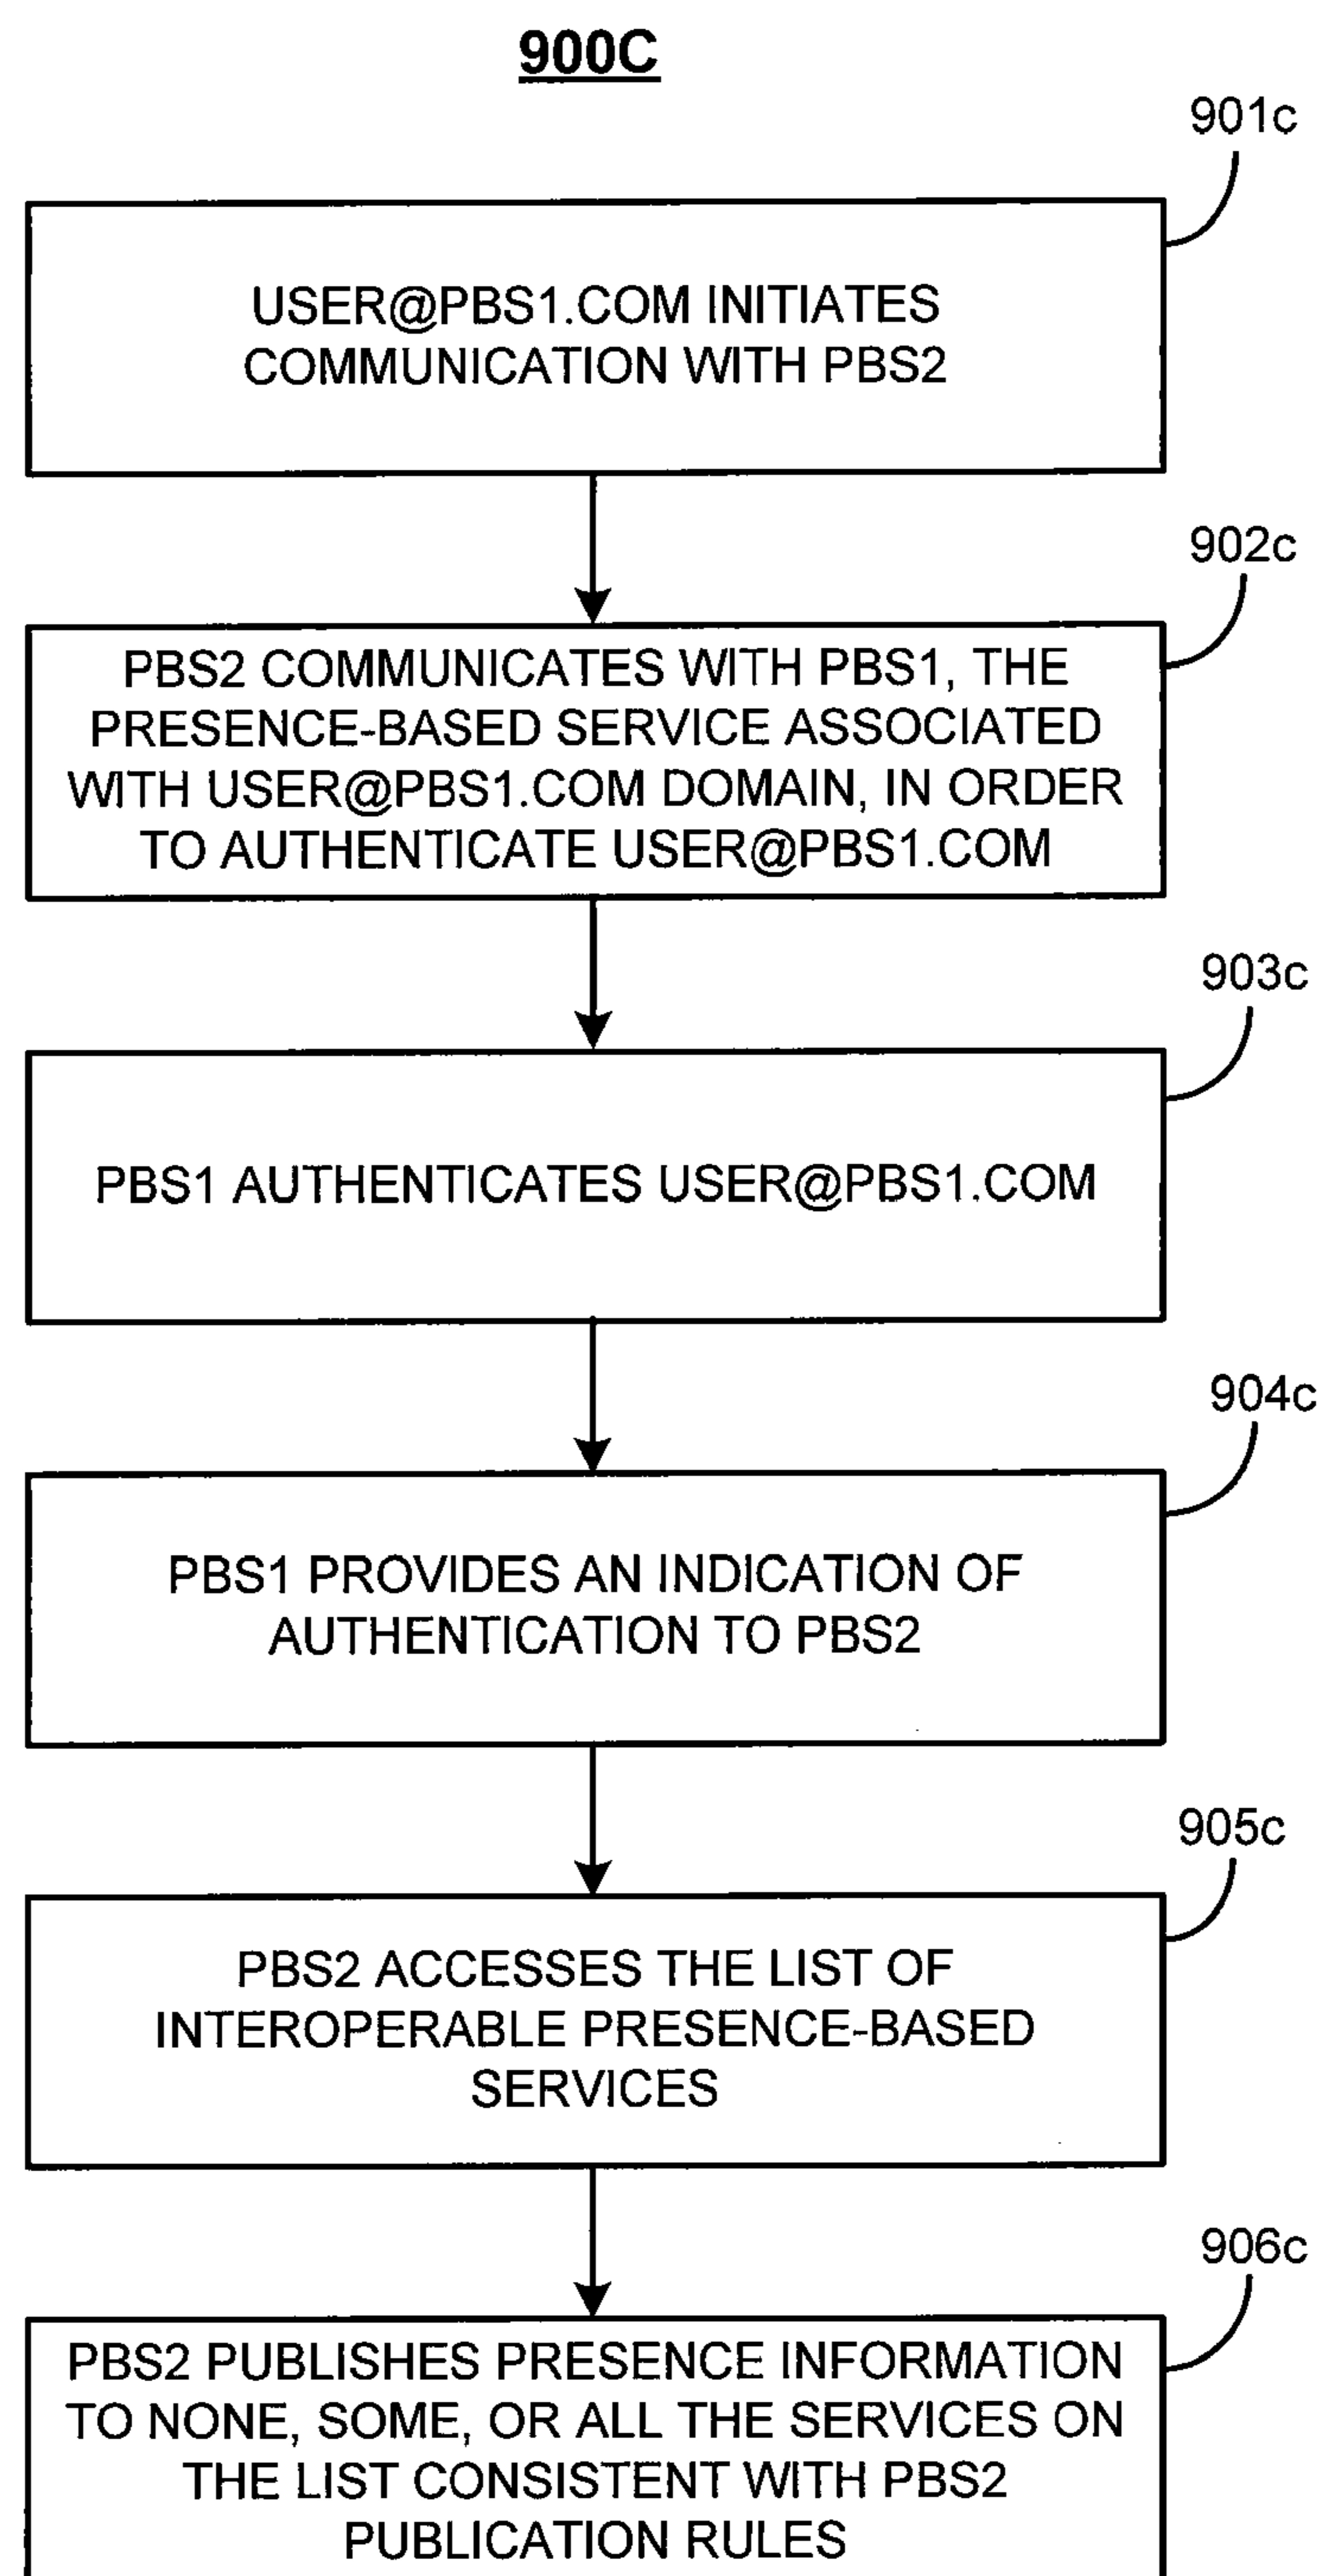 900C
901c
USER@PBS1.COM INITIATES
COMMUNICATION WITH PBS2
902c
PBS2 COMMUNICATES WITH PBS1, THE
PRESENCE-BASED SERVICE ASSOCIATED
WITH USER@PBS1.COM DOMAIN, IN ORDER
TO AUTHENTICATE USER@PBS1.COM
903c
PBS1 AUTHENTICATES USER@PBS1.COM
904c
PBS1 PROVIDES AN INDICATION OF
AUTHENTICATION TO PBS2
905c
PBS2 ACCESSES THE LIST OF
INTEROPERABLE PRESENCE-BASED
SERVICES
906c
PBS2 PUBLISHES PRESENCE INFORMATION
TO NONE, SOME, OR ALL THE SERVICES ON
THE LIST CONSISTENT WITH PBS2
PUBLICATION RULES